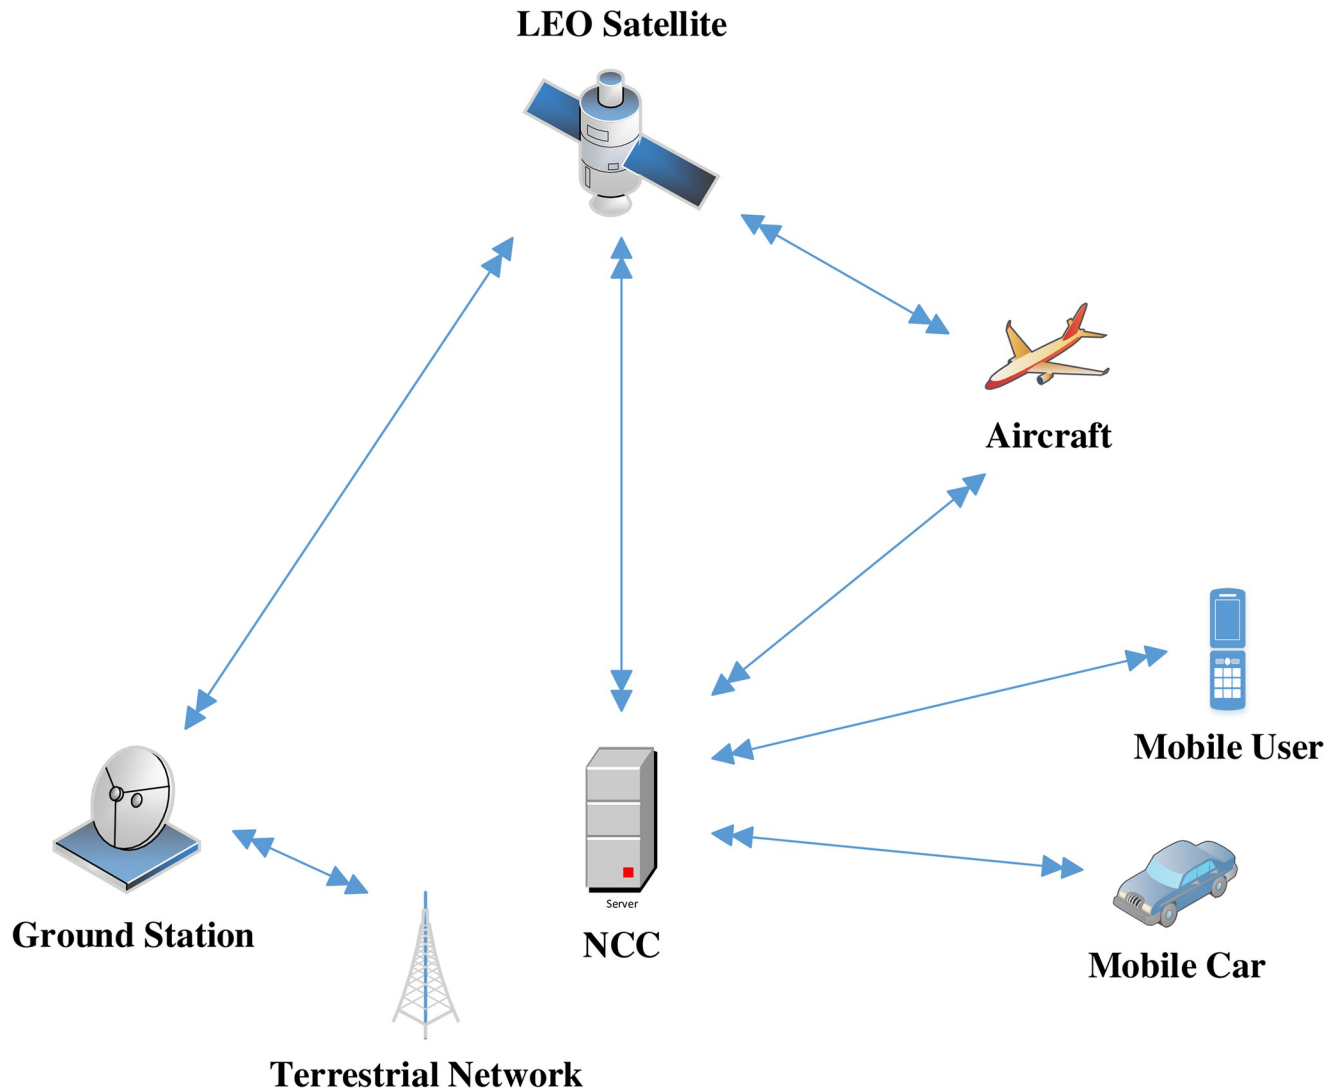 LEO Satellite
Aircraft
Mobile User
Server
Ground Station
NCC
Mobile Car
Terrestrial Network